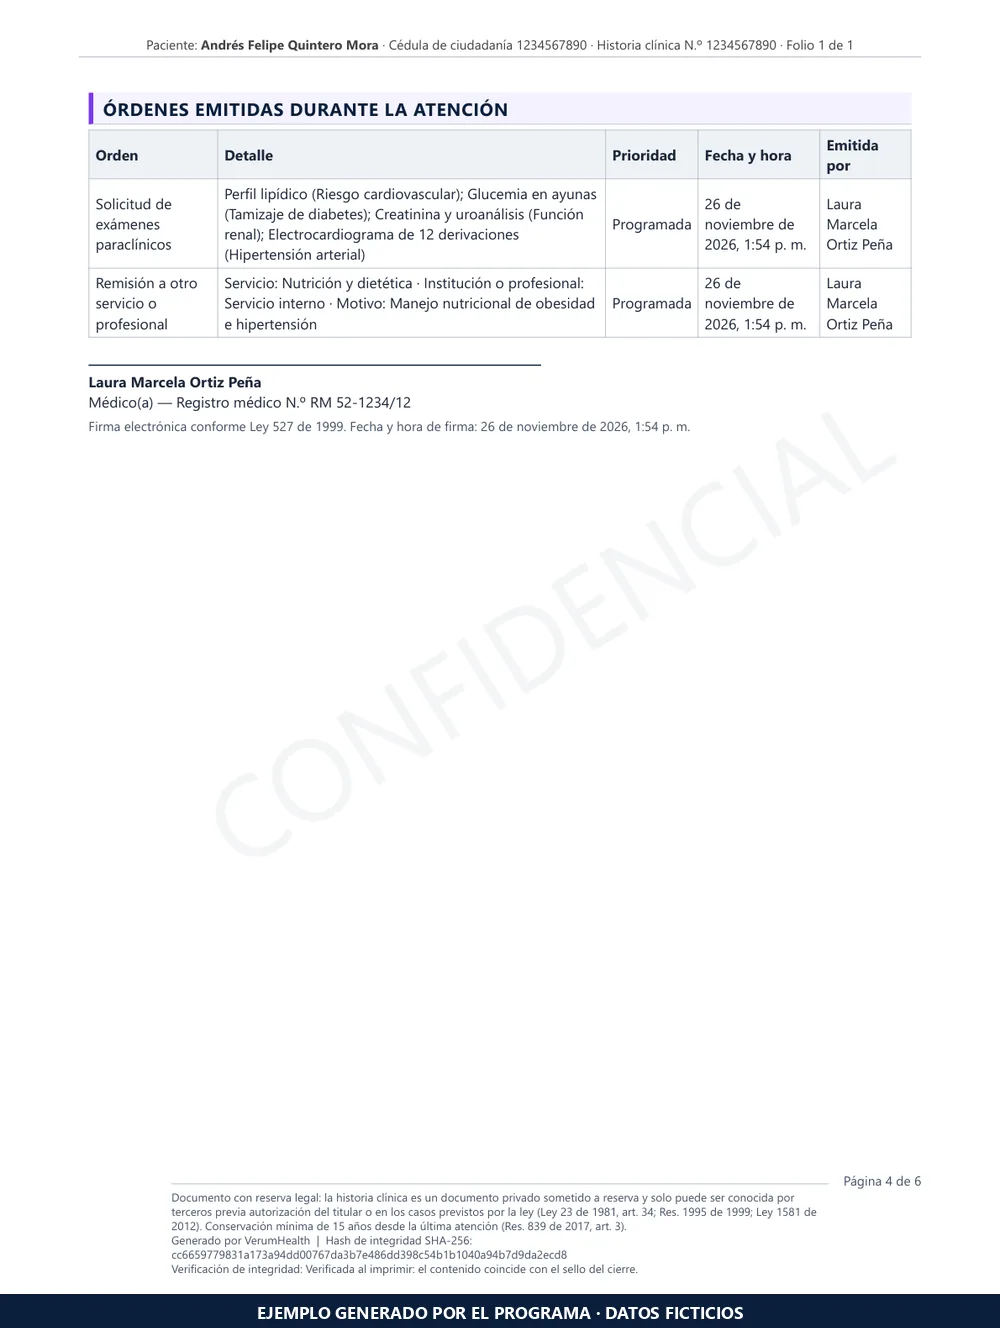 Paciente: Andrés Felipe Quintero Mora · Cédula de ciudadanía 1234567890 · Historia clínica N.º 1234567890 · Folio 1 de 1
ÓRDENES EMITIDAS DURANTE LA ATENCIÓN
Orden
Detalle
Prioridad
Fecha y hora
Emitida
por
Solicitud de
exámenes
paraclínicos
Perfil lipídico (Riesgo cardiovascular); Glucemia en ayunas
(Tamizaje de diabetes); Creatinina y uroanálisis (Función
renal); Electrocardiograma de 12 derivaciones
(Hipertensión arterial)
Programada
26 de
noviembre de
2026, 1:54 p. m.
Laura
Marcela
Ortiz Peña
Remisión a otro
servicio o
profesional
Servicio: Nutrición y dietética · Institución o profesional:
Servicio interno · Motivo: Manejo nutricional de obesidad
e hipertensión
Programada
26 de
noviembre de
2026, 1:54 p. m.
Laura
Marcela
Ortiz Peña
Laura Marcela Ortiz Peña
Médico(a) — Registro médico N.º RM 52-1234/12
Firma electrónica conforme Ley 527 de 1999. Fecha y hora de firma: 26 de noviembre de 2026, 1:54 p. m.
CONFIDENCIAL
Página 4 de 6
Documento con reserva legal: la historia clínica es un documento privado sometido a reserva y solo puede ser conocida por
terceros previa autorización del titular o en los casos previstos por la ley (Ley 23 de 1981, art. 34; Res. 1995 de 1999; Ley 1581 de
2012). Conservación mínima de 15 años desde la última atención (Res. 839 de 2017, art. 3).
Generado por VerumHealth | Hash de integridad SHA-256:
cc6659779831a173a94dd00767da3b7e486dd398c54b1b1040a94b7d9da2ecd8
Verificación de integridad: Verificada al imprimir: el contenido coincide con el sello del cierre.
EJEMPLO GENERADO POR EL PROGRAMA · DATOS FICTICIOS